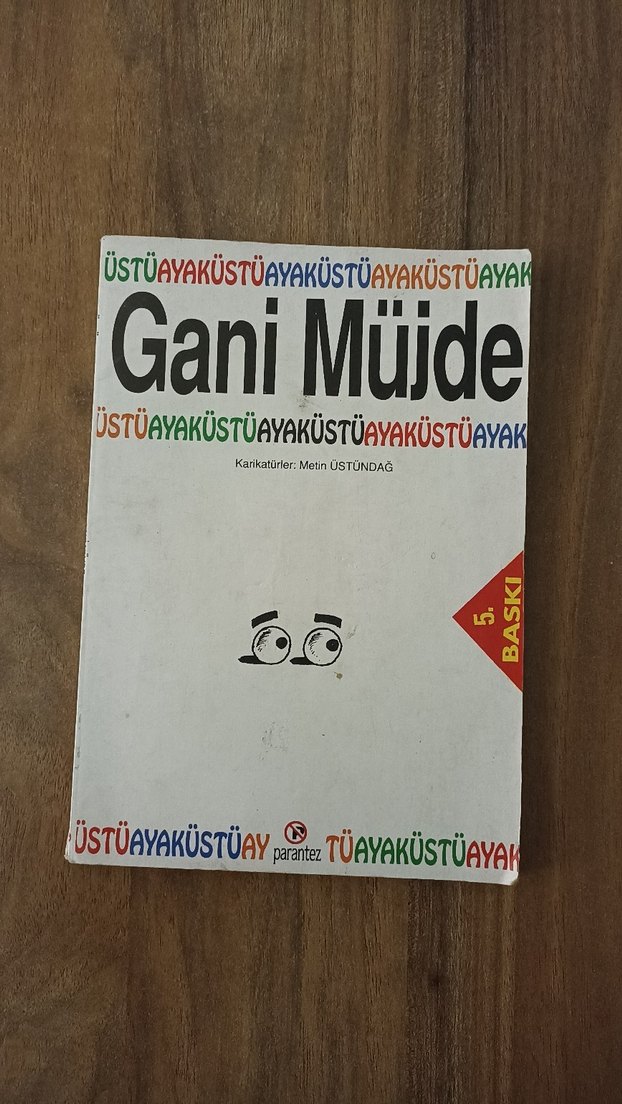 ÜSTÜAYAKÜSTÜAYAKÜSTÜAYAKÜSTÜAYAK
Gani Müjde
ÜSTÜAYAKÜSTÜAYAKÜSTÜAYAKÜSTÜAYAK
Karikatürler: Metin ÜSTÜNDAĞ
5.
BASKI
ÜSTÜAYAKÜSTÜAY parantez TÜAYAKÜSTÜAYAK